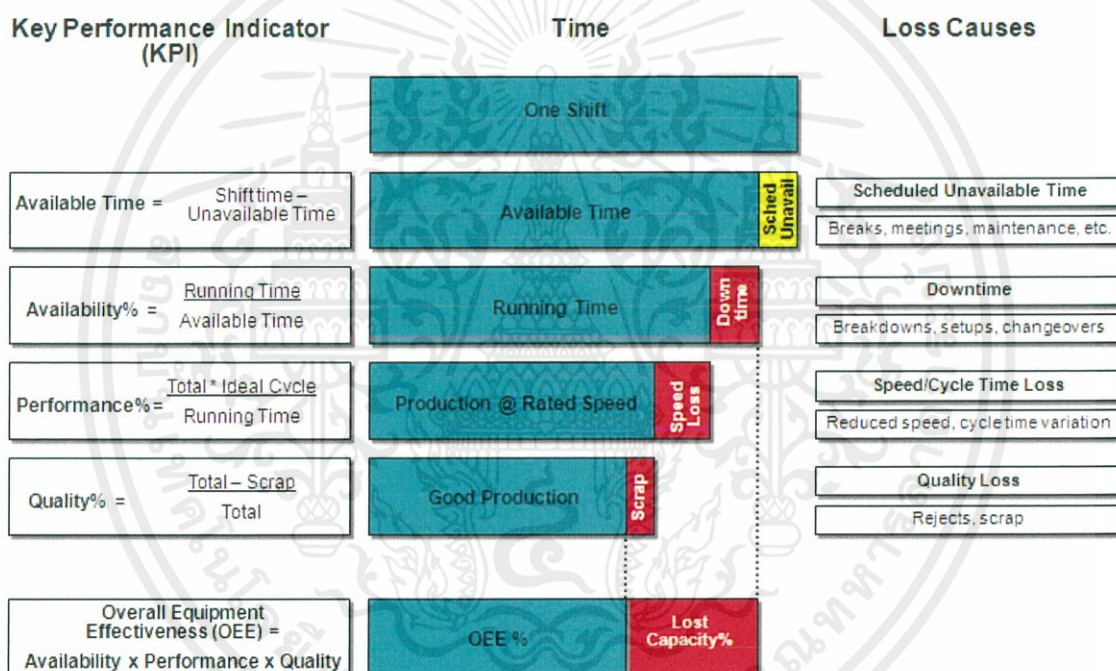 Key Performance Indicator
(KPI)
Time
Loss Causes
One Shift
Available Time =
Shift time –
Unavailable Time
Available Time
Sched
Unavail
Scheduled Unavailable Time
Breaks, meetings, maintenance, etc.
Availability% =
Running Time
Available Time
Running Time
Down
time
Downtime
Breakdowns, setups, changeovers
Performance% =
Total * Ideal Cycle
Running Time
Production @ Rated Speed
Speed
Loss
Speed/Cycle Time Loss
Reduced speed, cycle time variation
Quality% =
Total – Scrap
Total
Good Production
Scrap
Quality Loss
Rejects, scrap
Overall Equipment
Effectiveness (OEE) =
Availability x Performance x Quality
OEE %
Lost
Capacity%